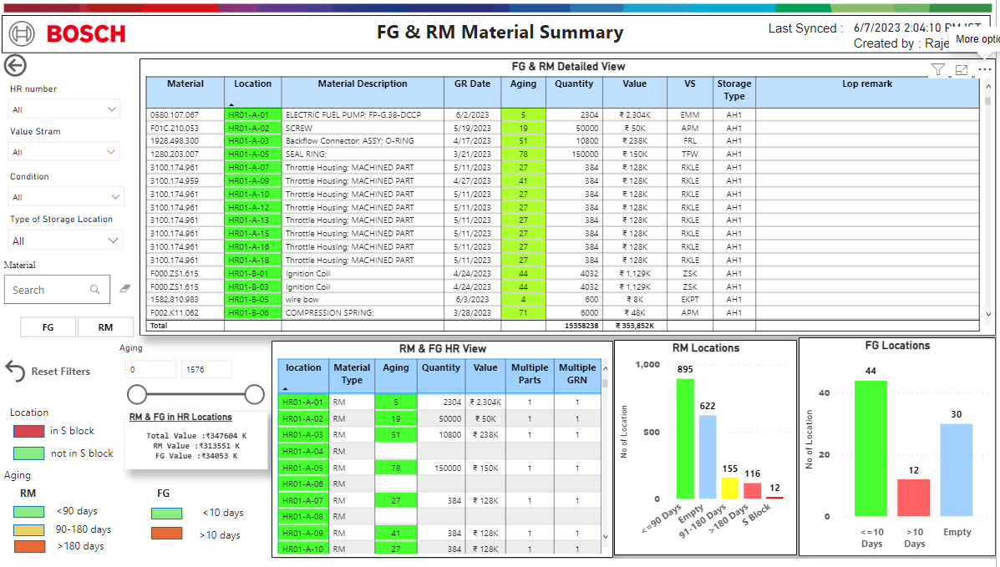 BOSCH
FG & RM Material Summary
Last Synced : 6/7/2023 2:04:10 PM IST
Created by : Raje
More optio
HR number
All
Value Stram
All
Condition
All
Type of Storage Location
All
Material
Search
FG RM
FG & RM Detailed View
Material Location Material Description GR Date Aging Quantity Value VS Storage Type Lop remark
0580.107.067 HR01-A-01 ELECTRIC FUEL PUMP; FP-G.38-DCCP 6/2/2023 5 2304 ₹ 2,304K EMM AH1
F01C.210.053 HR01-A-02 SCREW 5/19/2023 19 50000 ₹ 50K APM AH1
1928.498.300 HR01-A-03 Backflow Connector; ASSY; O-RING 4/17/2023 51 10800 ₹ 238K FRL AH1
1280.203.007 HR01-A-05 SEAL RING; 3/21/2023 78 150000 ₹ 150K TFW AH1
3100.174.961 HR01-A-07 Throttle Housing; MACHINED PART 5/11/2023 27 384 ₹ 128K RKLE AH1
3100.174.959 HR01-A-09 Throttle Housing; MACHINED PART 4/27/2023 41 384 ₹ 128K RKLE AH1
3100.174.961 HR01-A-10 Throttle Housing; MACHINED PART 5/11/2023 27 384 ₹ 128K RKLE AH1
3100.174.961 HR01-A-12 Throttle Housing; MACHINED PART 5/11/2023 27 384 ₹ 128K RKLE AH1
3100.174.961 HR01-A-13 Throttle Housing; MACHINED PART 5/11/2023 27 384 ₹ 128K RKLE AH1
3100.174.961 HR01-A-15 Throttle Housing; MACHINED PART 5/11/2023 27 384 ₹ 128K RKLE AH1
3100.174.961 HR01-A-16 Throttle Housing; MACHINED PART 5/11/2023 27 384 ₹ 128K RKLE AH1
3100.174.961 HR01-A-18 Throttle Housing; MACHINED PART 5/11/2023 27 384 ₹ 128K RKLE AH1
F000.ZS1.615 HR01-B-01 Ignition Coil 4/24/2023 44 4032 ₹ 1,129K ZSK AH1
F000.ZS1.615 HR01-B-03 Ignition Coil 4/24/2023 44 4032 ₹ 1,129K ZSK AH1
1582.810.983 HR01-B-05 wire bow 6/3/2023 4 600 ₹ 8K EKPT AH1
F002.K11.062 HR01-B-06 COMPRESSION SPRING; 3/28/2023 71 6000 ₹ 48K APM AH1
Total 15358238 ₹ 353,852K
Reset Filters
Aging
0 1576
RM & FG in HR Locations
Total Value :₹347604 K
RM Value :₹313551 K
FG Value :₹34053 K
Location
in S block
not in S block
Aging
RM FG
<90 days <10 days
90-180 days >10 days
>180 days
RM & FG HR View
location Material Type Aging Quantity Value Multiple Parts Multiple GRN
HR01-A-01 RM 5 2304 ₹ 2,304K 1 1
HR01-A-02 RM 19 50000 ₹ 50K 1 1
HR01-A-03 RM 51 10800 ₹ 238K 1 1
HR01-A-04 RM
HR01-A-05 RM 78 150000 ₹ 150K 1 1
HR01-A-06 RM
HR01-A-07 RM 27 384 ₹ 128K 1 1
HR01-A-08 RM
HR01-A-09 RM 41 384 ₹ 128K 1 1
HR01-A-10 RM 27 384 ₹ 128K 1 1
RM Locations
No of Location
1,000
500
0
895 622 155 116 12
<=90 Days Empty 91-180 Days >180 Days S Block
FG Locations
No of Location
40
20
0
44 12 30
<=10 Days >10 Days Empty